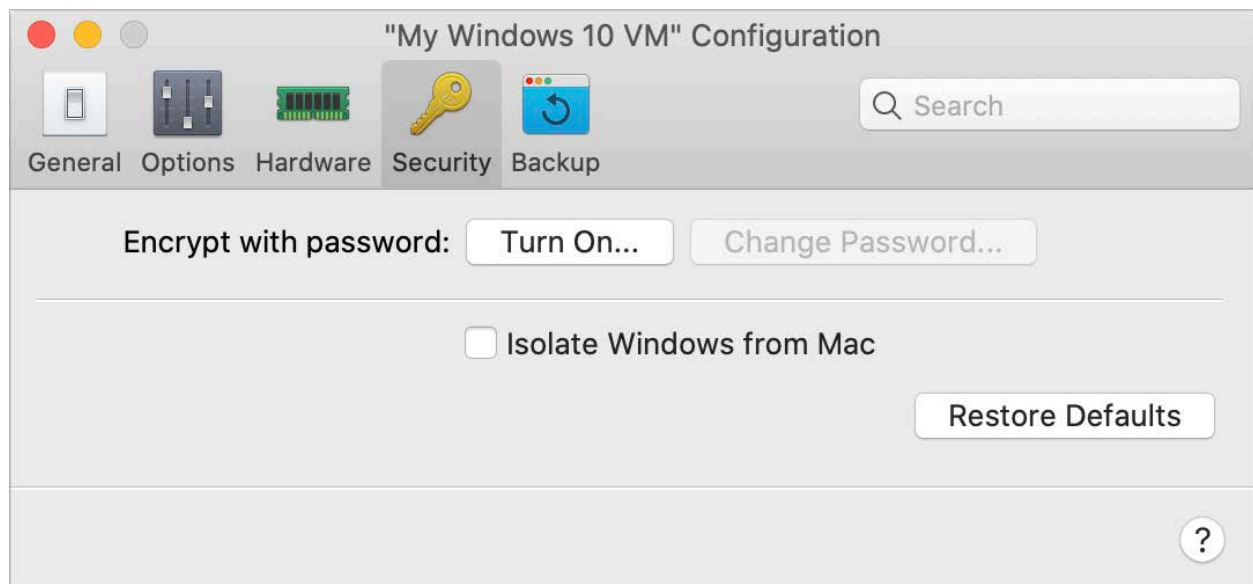 "My Windows 10 VM" Configuration
General Options Hardware Security Backup
Search
Encrypt with password: Turn On... Change Password...
Isolate Windows from Mac
Restore Defaults
?